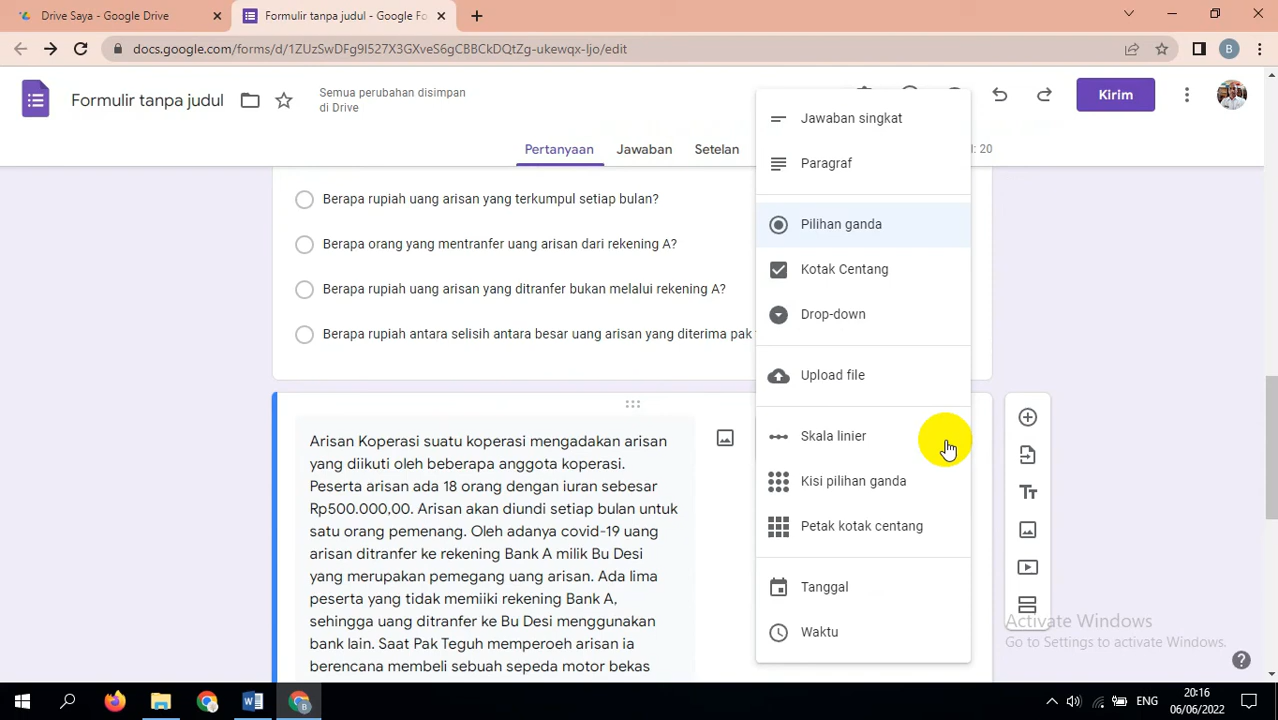 Drive Saya - Google Drive
Formulir tanpa judul - Google Fo
docs.google.com/forms/d/1ZUzSwDFg9I527X3GXveS6gCBBCkDQtZg-ukewqx-Ijo/edit
B
Formulir tanpa judul
Semua perubahan disimpan
di Drive
Kirim
Pertanyaan
Jawaban
Setelan
: 20
Berapa rupiah uang arisan yang terkumpul setiap bulan?
Berapa orang yang mentranfer uang arisan dari rekening A?
Berapa rupiah uang arisan yang ditranfer bukan melalui rekening A?
Berapa rupiah antara selisih antara besar uang arisan yang diterima pak
Jawaban singkat
Paragraf
Pilihan ganda
Kotak Centang
Drop-down
Upload file
Skala linier
Kisi pilihan ganda
Petak kotak centang
Tanggal
Waktu
Arisan Koperasi suatu koperasi mengadakan arisan
yang diikuti oleh beberapa anggota koperasi.
Peserta arisan ada 18 orang dengan iuran sebesar
Rp500.000,00. Arisan akan diundi setiap bulan untuk
satu orang pemenang. Oleh adanya covid-19 uang
arisan ditranfer ke rekening Bank A milik Bu Desi
yang merupakan pemegang uang arisan. Ada lima
peserta yang tidak memiiki rekening Bank A,
sehingga uang ditranfer ke Bu Desi menggunakan
bank lain. Saat Pak Teguh memperoeh arisan ia
berencana membeli sebuah sepeda motor bekas
Tт
Activate Windows
Go to Settings to activate Windows.
ENG
20:16
06/06/2022